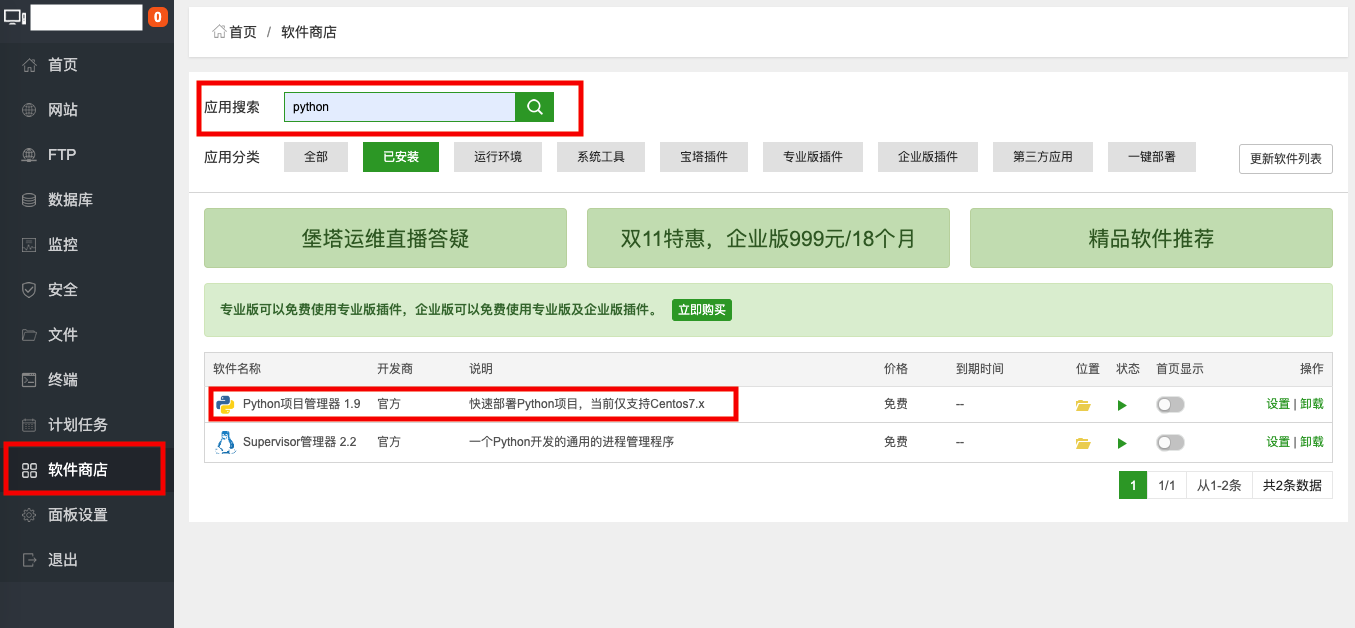 0
首页
网站
FTP
数据库
监控
安全
文件
终端
计划任务
软件商店
面板设置
退出
首页 / 软件商店
应用搜索 python
应用分类 全部 已安装 运行环境 系统工具 宝塔插件 专业版插件 企业版插件 第三方应用 一键部署 更新软件列表
堡塔运维直播答疑 双11特惠，企业版999元/18个月 精品软件推荐
专业版可以免费使用专业版插件，企业版可以免费使用专业版及企业版插件。 立即购买
软件名称 开发商 说明 价格 到期时间 位置 状态 首页显示 操作
Python项目管理器 1.9 官方 快速部署Python项目，当前仅支持Centos7.x 免费 -- 设置 | 卸载
Supervisor管理器 2.2 官方 一个Python开发的通用的进程管理程序 免费 -- 设置 | 卸载
1 1/1 从1-2条 共2条数据